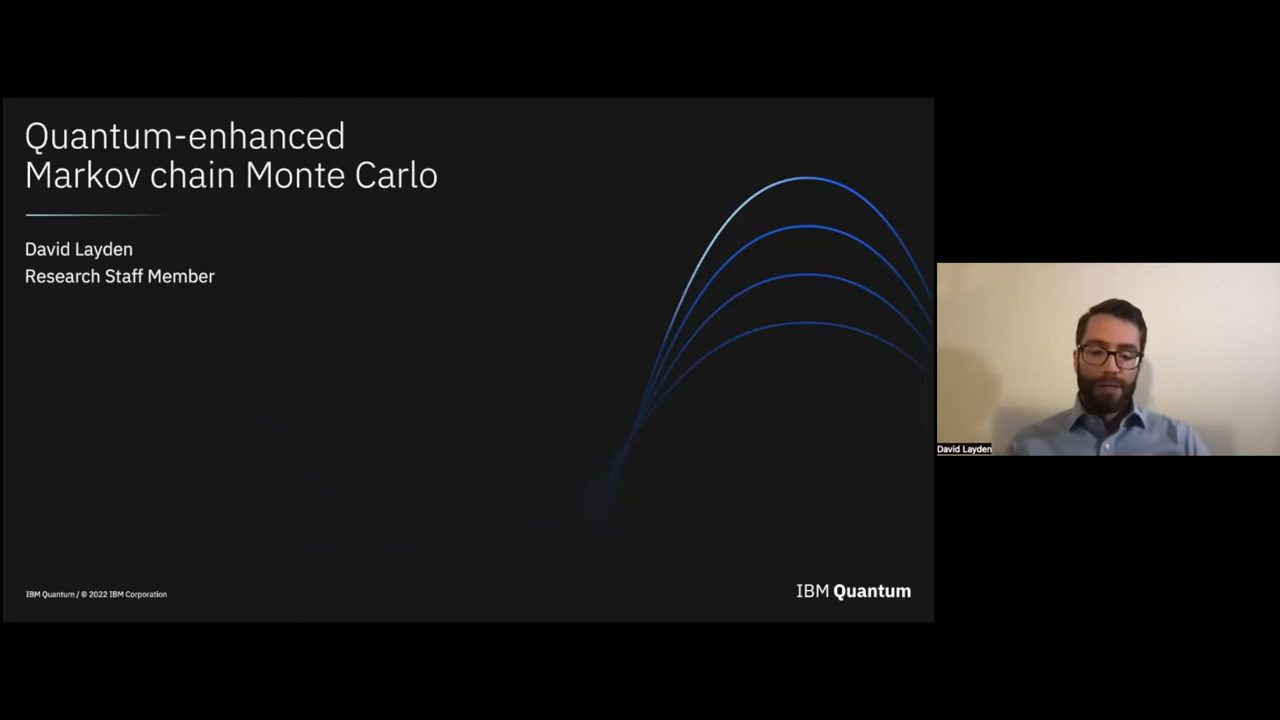 Quantum-enhanced
Markov chain Monte Carlo
David Layden
Research Staff Member
IBM Quantum / © 2022 IBM Corporation
IBM Quantum
David Layden